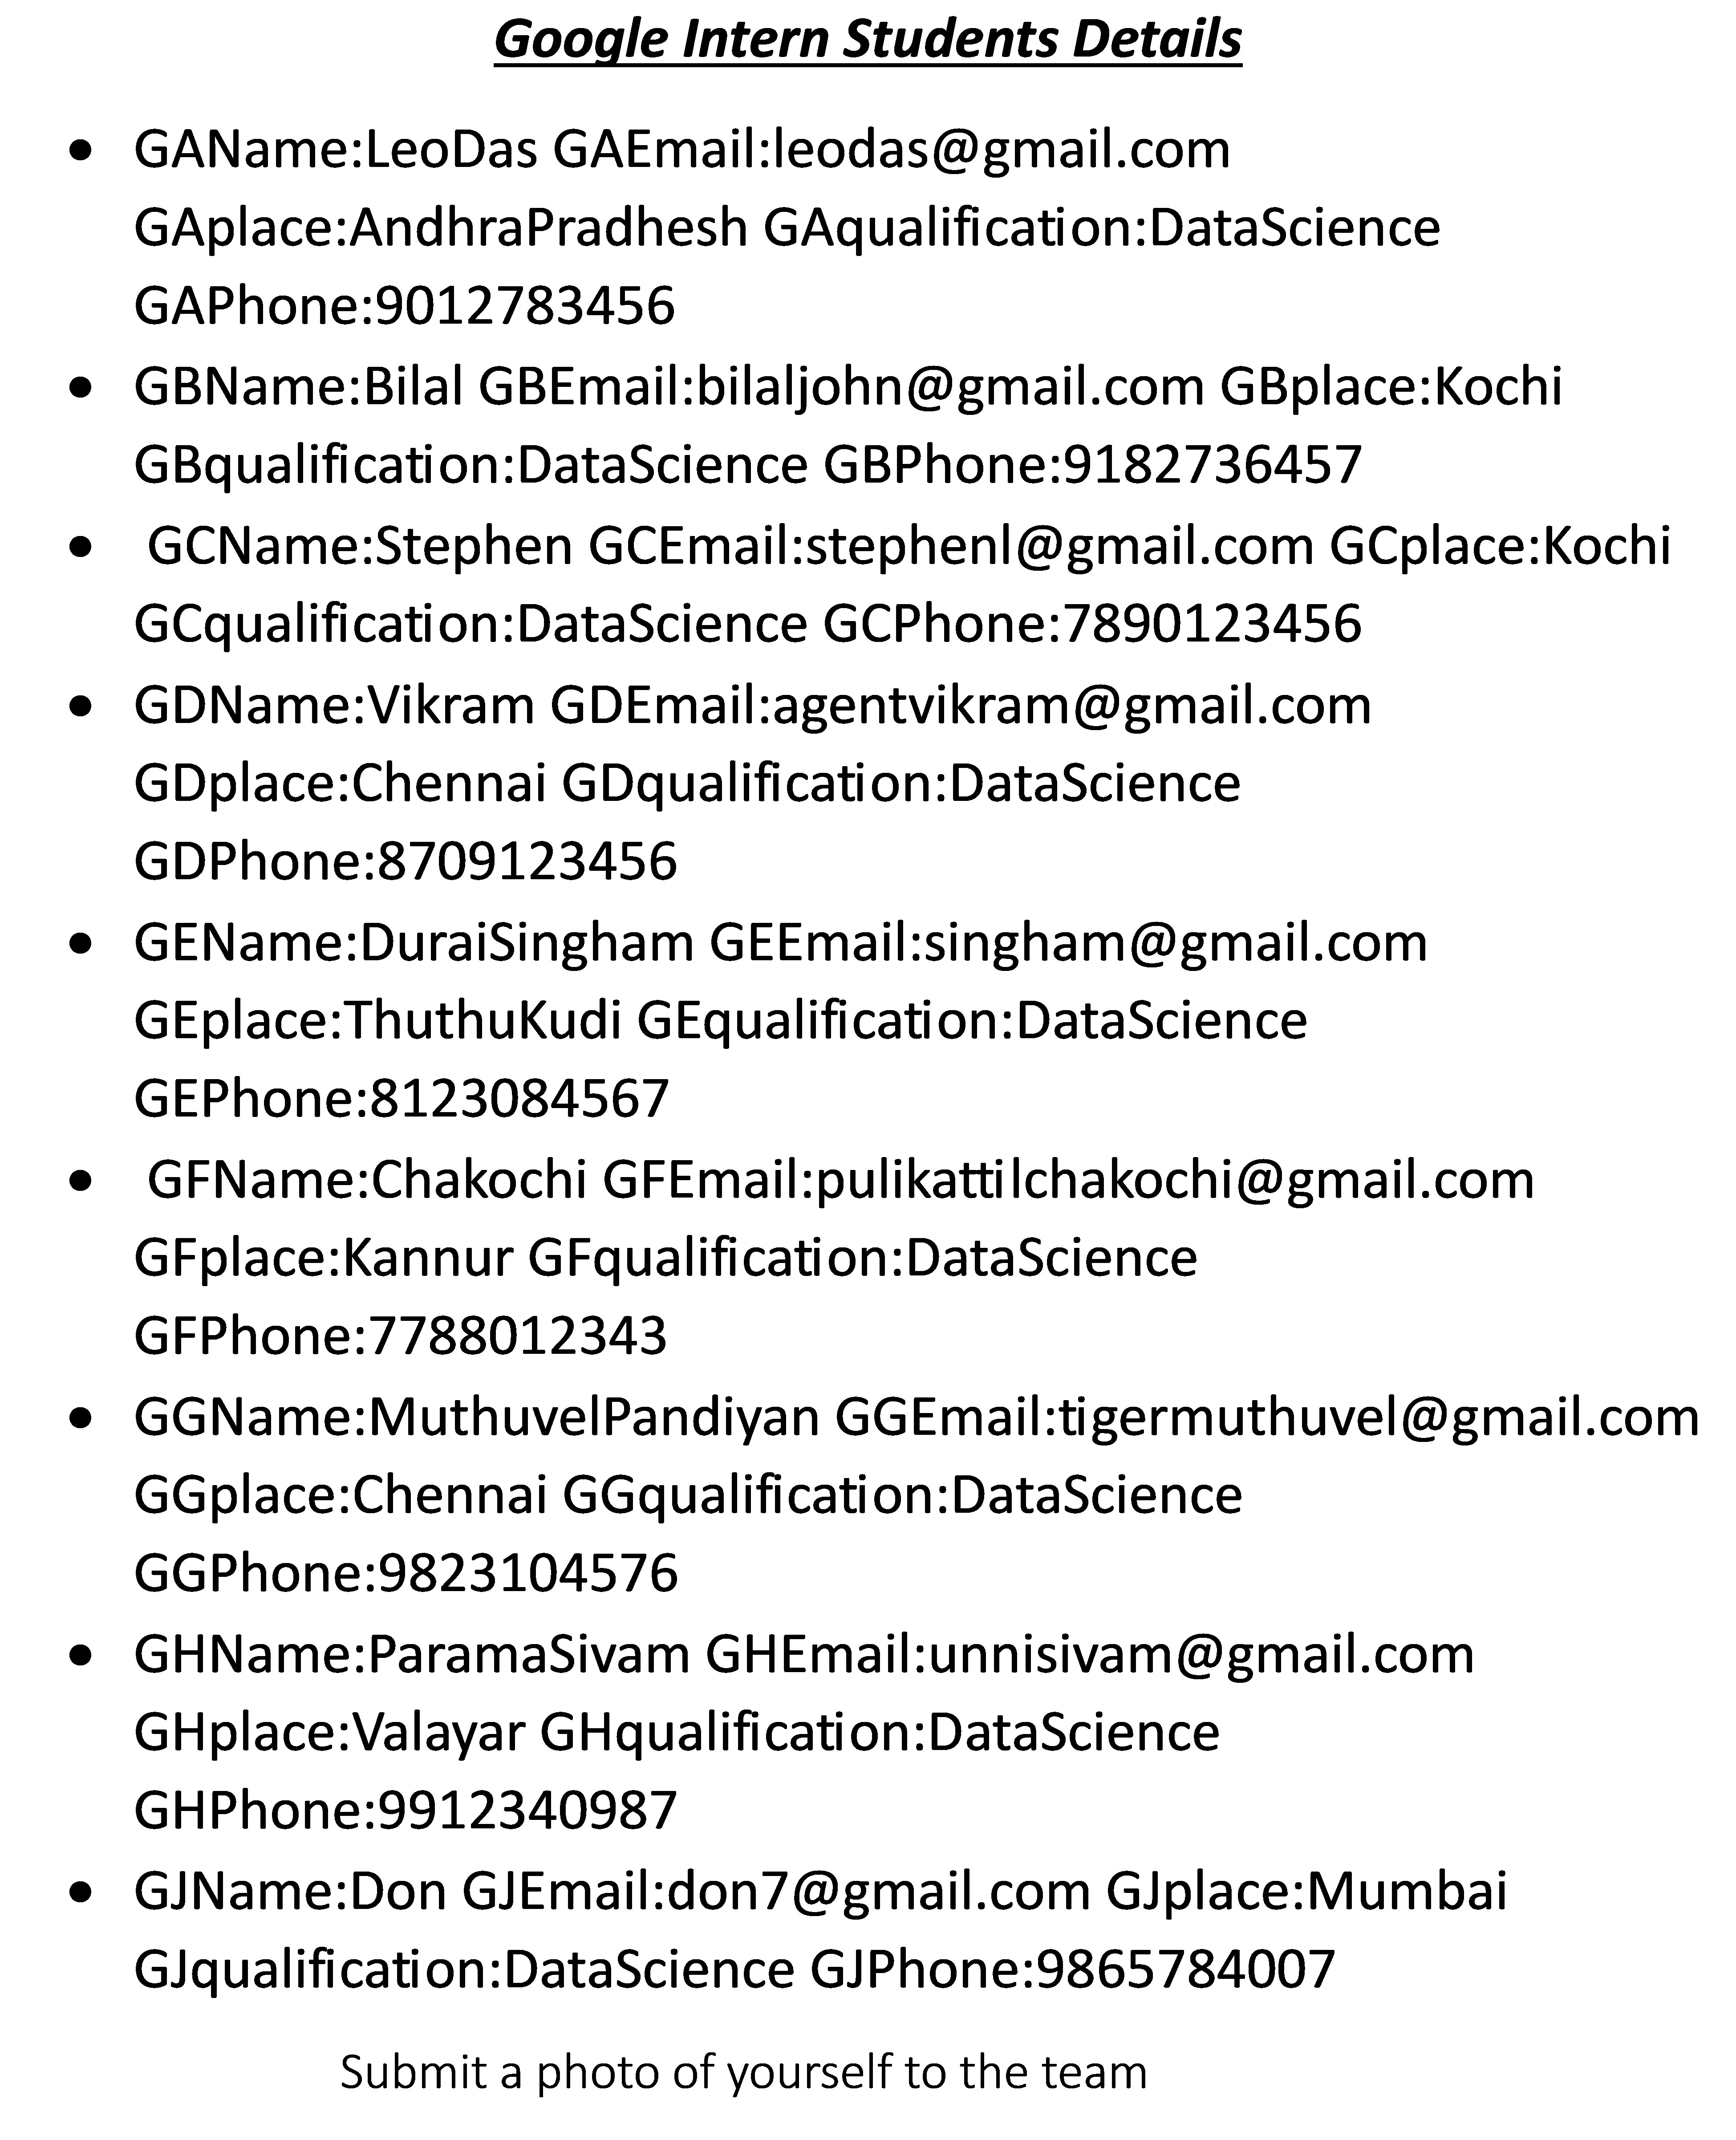 Google Intern Students Details
• GAName:LeoDas GAEmail:leodas@gmail.com
GAplace:AndhraPradhesh GAqualification:DataScience
GAPhone:9012783456
• GBName:Bilal GBEmail:bilaljohn@gmail.com GBplace:Kochi
GBqualification:DataScience GBPhone:9182736457
• GCName:Stephen GCEmail:stephenl@gmail.com GCplace:Kochi
GCqualification:DataScience GCPhone:7890123456
• GDName:Vikram GDEmail:agentvikram@gmail.com
GDplace:Chennai GDqualification:DataScience
GDPhone:8709123456
• GEName:DuraiSingham GEEmail:singham@gmail.com
GEplace:ThuthuKudi GEqualification:DataScience
GEPhone:8123084567
• GFName:Chakochi GFEmail:pulikattilchakochi@gmail.com
GFplace:Kannur GFqualification:DataScience
GFPhone:7788012343
• GGName:MuthuvelPandiyan GGEmail:tigermuthuvel@gmail.com
GGplace:Chennai GGqualification:DataScience
GGPhone:9823104576
• GHName:ParamaSivam GHEmail:unnisivam@gmail.com
GHplace:Valayar GHqualification:DataScience
GHPhone:9912340987
• GJName:Don GJEmail:don7@gmail.com GJplace:Mumbai
GJqualification:DataScience GJPhone:9865784007
Submit a photo of yourself to the team